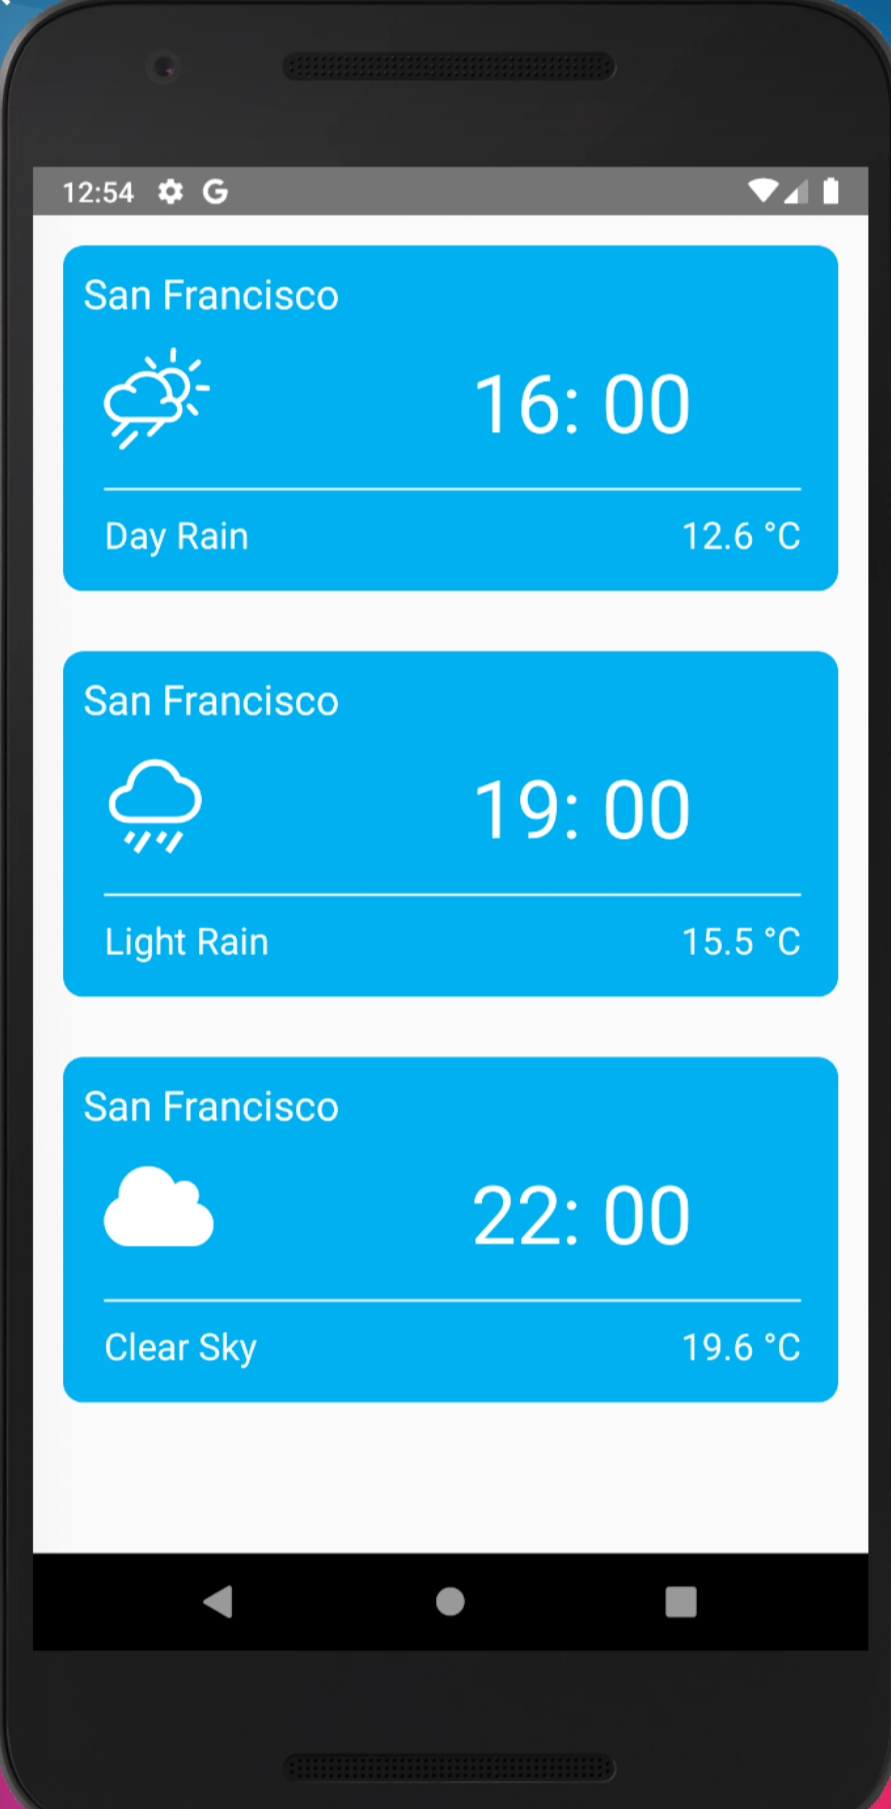 12:54 G
San Francisco
16: 00
Day Rain 12.6 °C
San Francisco
19: 00
Light Rain 15.5 °C
San Francisco
22: 00
Clear Sky 19.6 °C